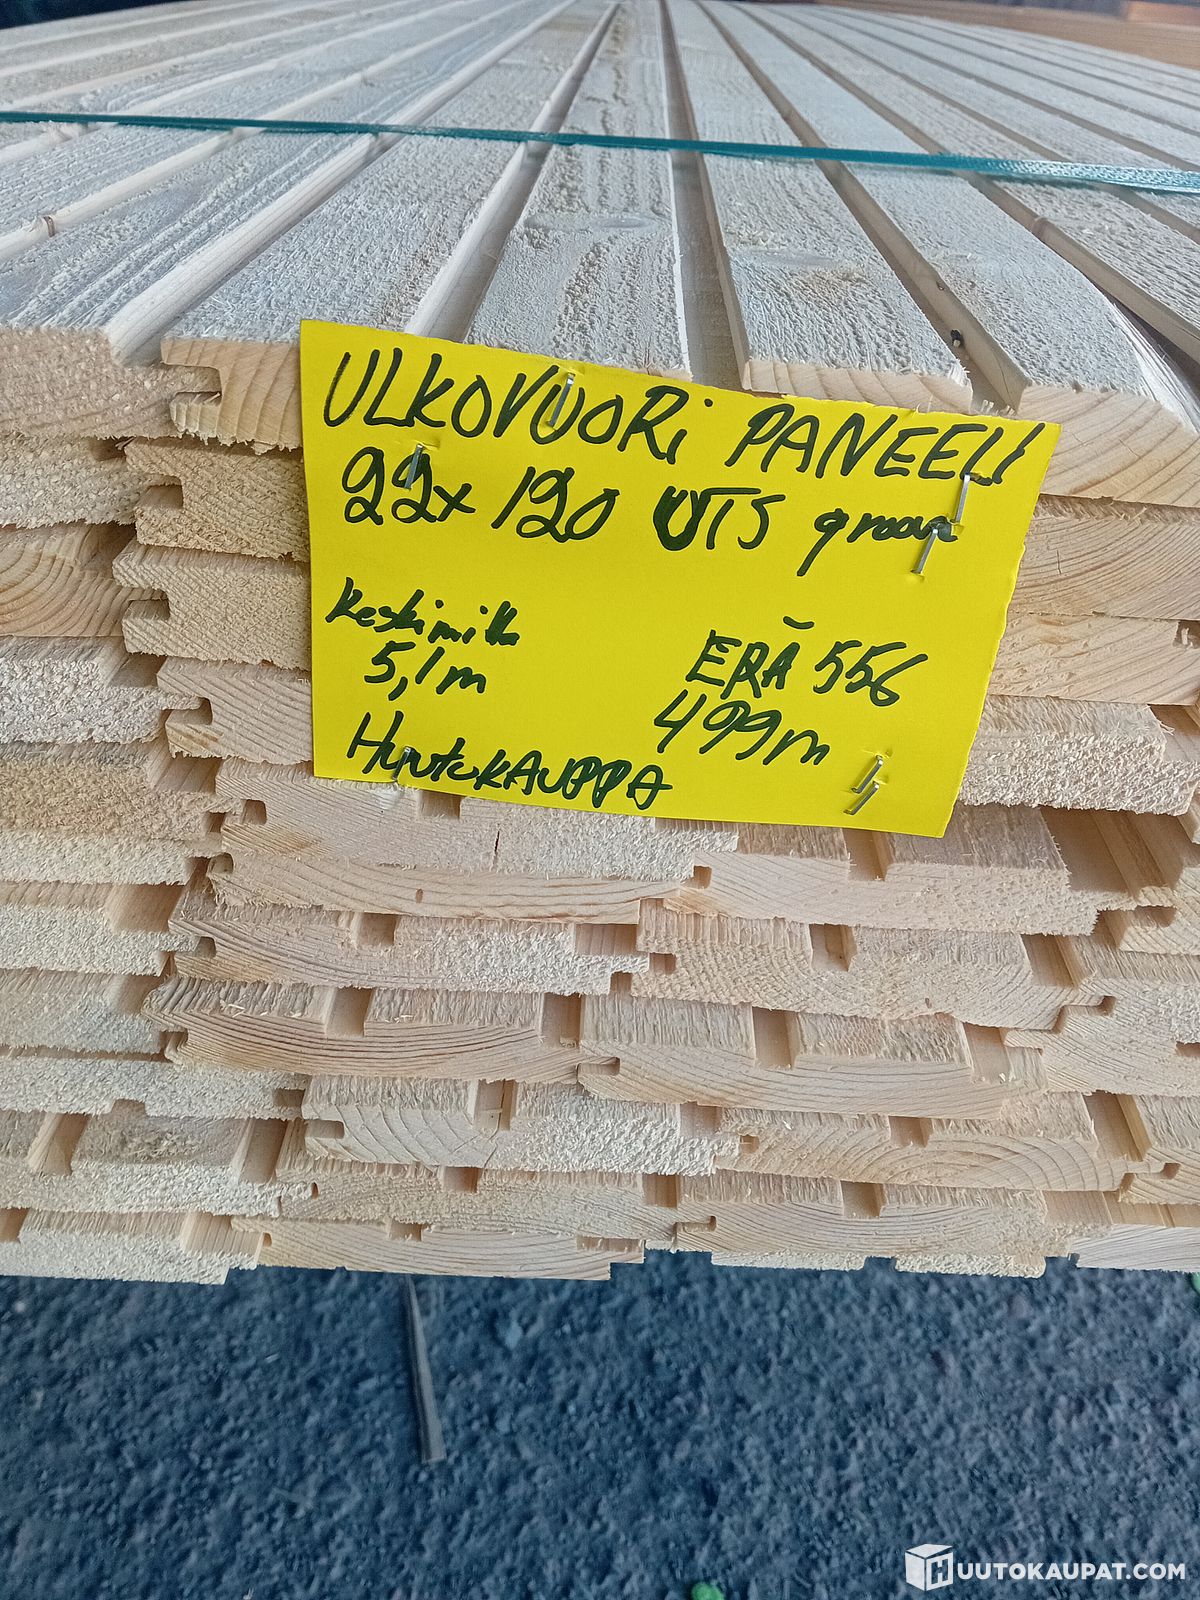 ULKOVUORi PANEELI
22x120 UTS groove
Keskimitta
5,1m
ERÄ 556
499m
HuutoKAUPPA
HUUTOKAUPAT.COM